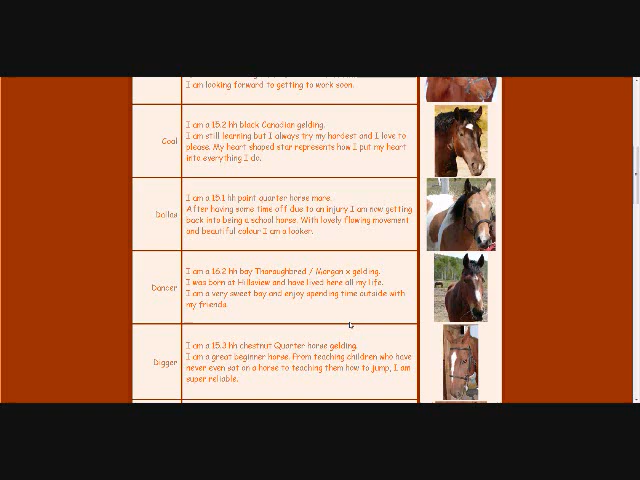 I am looking forward to getting to work soon.
Coal
I am a 15.2 hh black Canadian gelding.
I am still learning but I always try my hardest and I love to
please. My heart shaped star represents how I put my heart
into everything I do.
Dallas
I am a 15.1 hh paint quarter horse mare.
After having some time off due to an injury I am now getting
back into being a school horse. With lovely flowing movement
and beautiful colour I am a looker.
Dancer
I am a 16.2 hh bay Thoroughbred / Morgan x gelding.
I was born at Hillsview and have lived here all my life.
I am a very sweet boy and enjoy spending time outside with
my friends.
Digger
I am a 15.3 hh chestnut Quarter horse gelding.
I am a great beginner horse. From teaching children who have
never even sat on a horse to teaching them how to jump, I am
super reliable.